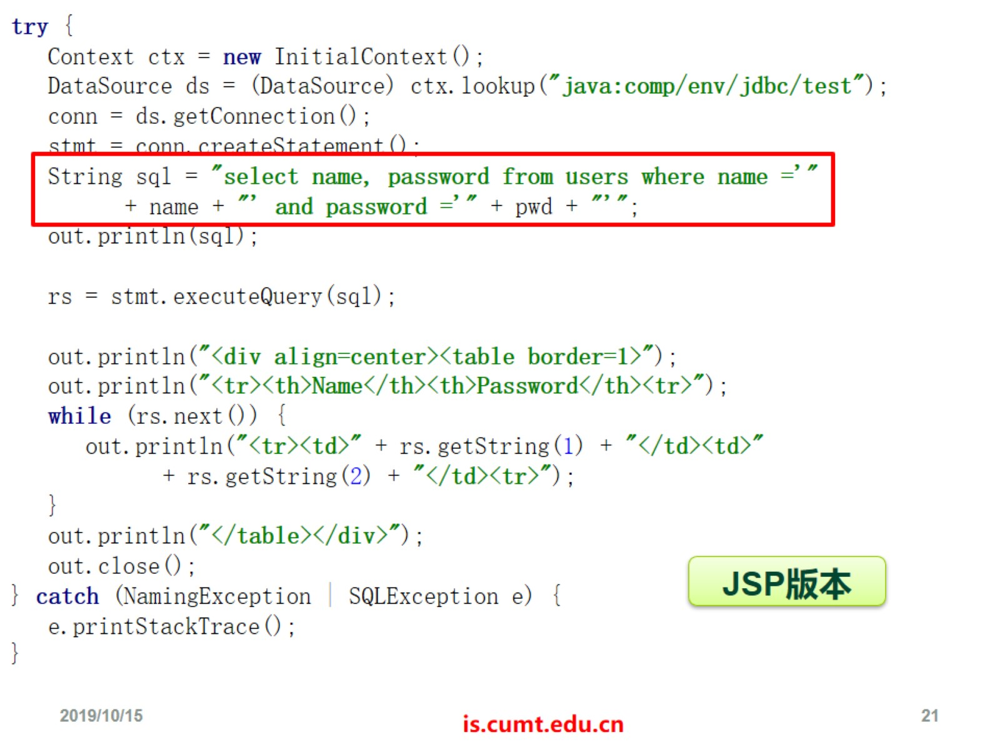 try {
Context ctx = new InitialContext();
DataSource ds = (DataSource) ctx.lookup("java:comp/env/jdbc/test");
conn = ds.getConnection();
stmt = conn.createStatement();
String sql = "select name, password from users where name ='"
+ name + "' and password ='" + pwd + "'";
out.println(sql);
rs = stmt.executeQuery(sql);
out.println("<div align=center><table border=1>");
out.println("<tr><th>Name</th><th>Password</th><tr>");
while (rs.next()) {
out.println("<tr><td>" + rs.getString(1) + "</td><td>"
+ rs.getString(2) + "</td><tr>");
}
out.println("</table></div>");
out.close();
} catch (NamingException | SQLException e) {
e.printStackTrace();
}
JSP版本
2019/10/15
is.cumt.edu.cn
21